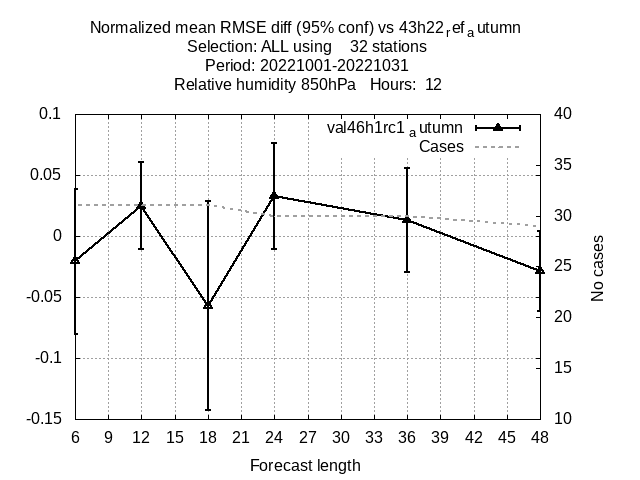 Normalized mean RMSE diff (95% conf) vs 43h22ref autumn
Selection: ALL using 32 stations
Period: 20221001-20221031
Relative humidity 850hPa Hours: 12
0.1
0.05
0
-0.05
-0.1
-0.15
val46h1rc1autumn
Cases
40
35
30
25
20
15
10
No cases
6 9 12 15 18 21 24 27 30 33 36 39 42 45 48
Forecast length